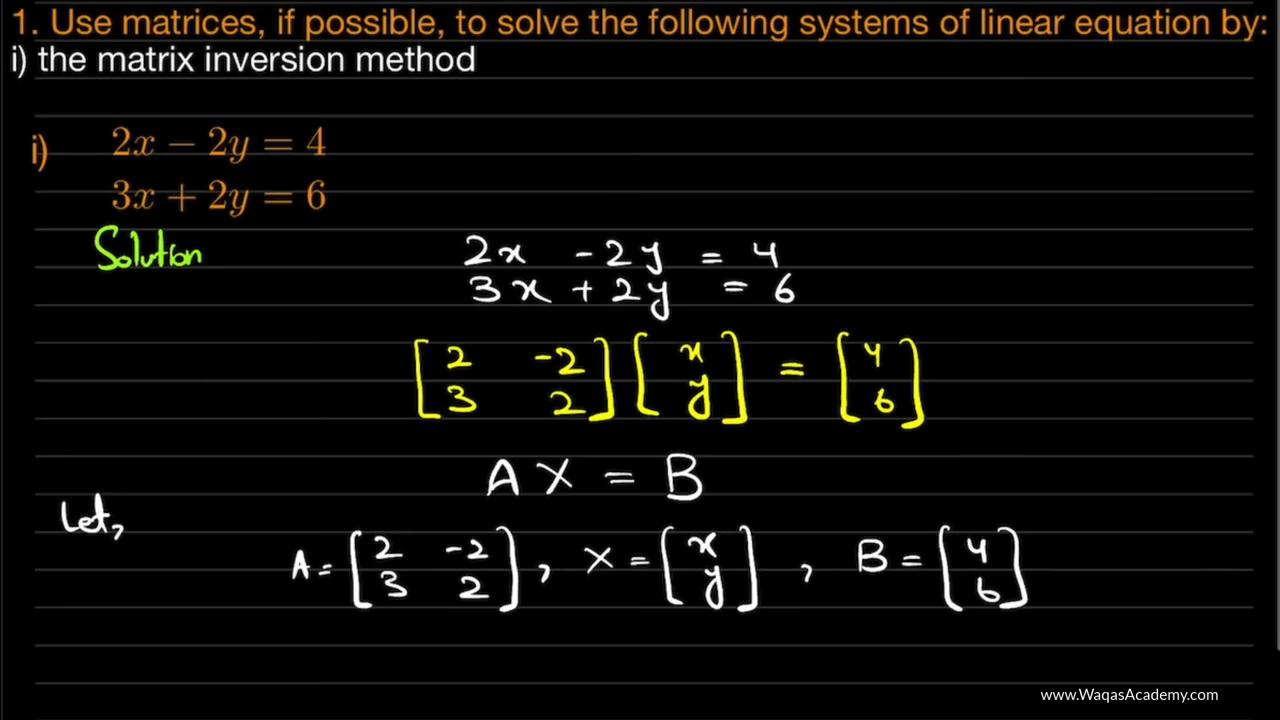 1. Use matrices, if possible, to solve the following systems of linear equation by:
i) the matrix inversion method
i) 2x − 2y = 4
3x + 2y = 6
Solution
2x - 2y = 4
3x + 2y = 6
[2 -2
3 2] [x
y] = [4
6]
A X = B
Let,
A = [2 -2
3 2], X = [x
y], B = [4
6]
www.WaqasAcademy.com